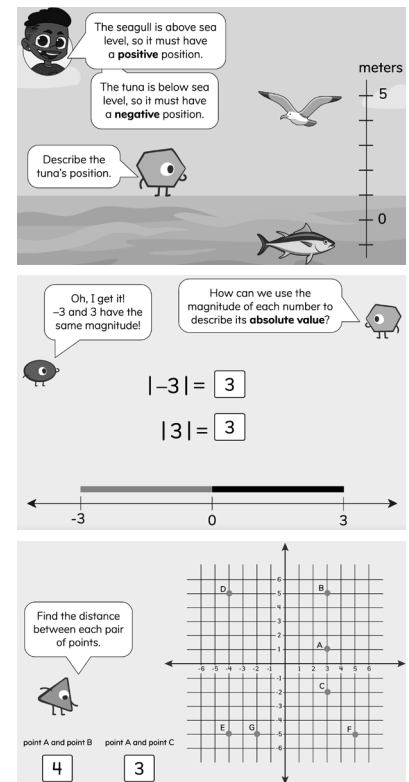 The seagull is above sea
level, so it must have
a positive position.
The tuna is below sea
level, so it must have
a negative position.
meters
5
Describe the
tuna's position.
0
Oh, I get it!
–3 and 3 have the
same magnitude!
How can we use the
magnitude of each number to
describe its absolute value?
|−3| = 3
|3| = 3
-3 0 3
Find the distance
between each pair
of points.
6
D 5 B
4
3
2
A 1
-6 -5 -4 -3 -2 -1 1 2 3 4 5 6
-1
C -2
-3
-4
E G -5 F
-6
point A and point B point A and point C
4 3